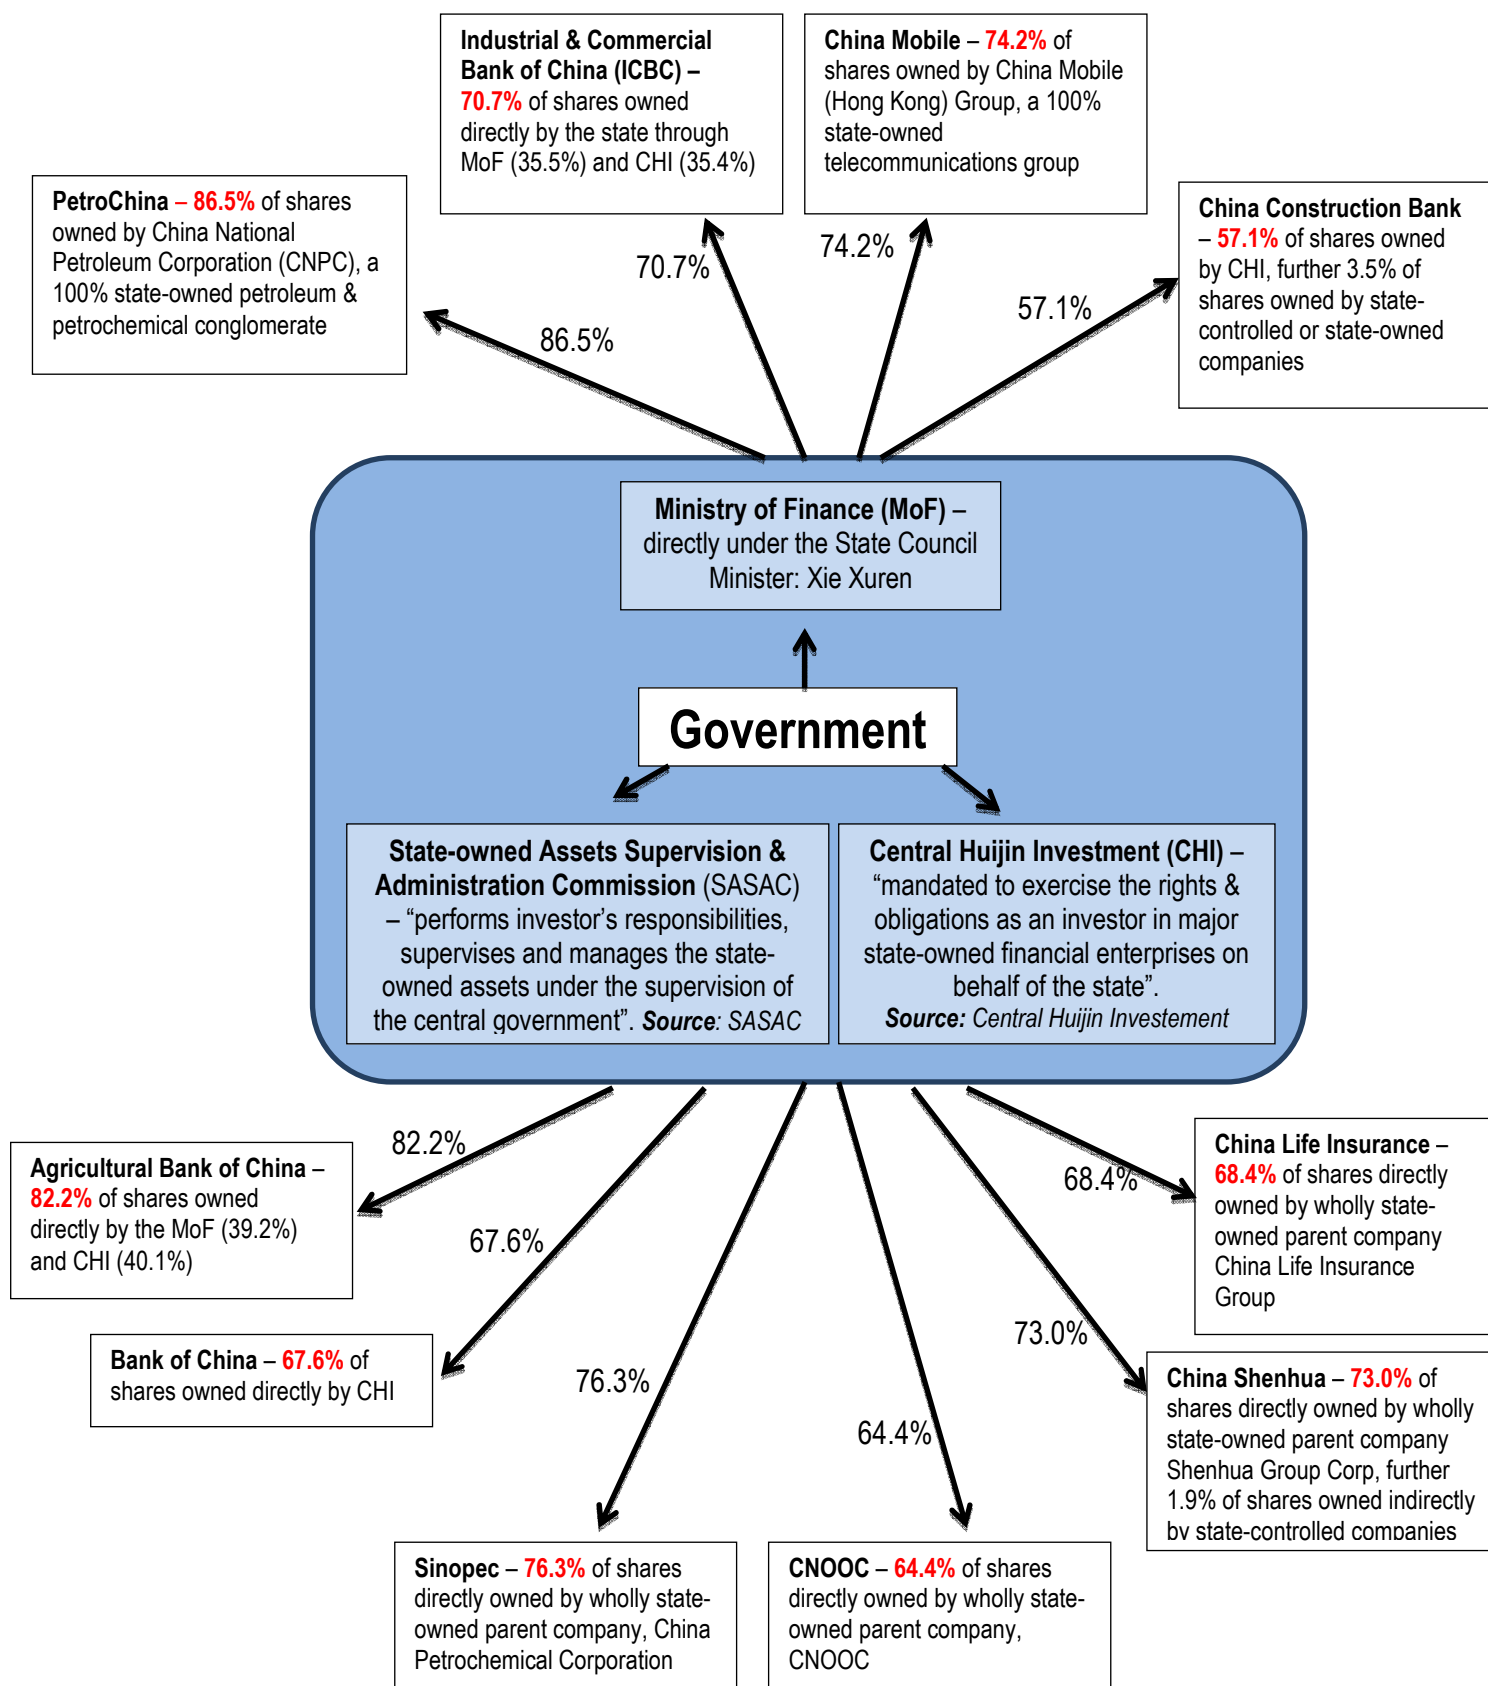 Industrial & Commercial
Bank of China (ICBC) –
70.7% of shares owned
directly by the state through
MoF (35.5%) and CHI (35.4%)
China Mobile – 74.2% of
shares owned by China Mobile
(Hong Kong) Group, a 100%
state-owned
telecommunications group
PetroChina – 86.5% of shares
owned by China National
Petroleum Corporation (CNPC), a
100% state-owned petroleum &
petrochemical conglomerate
China Construction Bank
– 57.1% of shares owned
by CHI, further 3.5% of
shares owned by state-
controlled or state-owned
companies
86.5%
70.7%
74.2%
57.1%
Ministry of Finance (MoF) –
directly under the State Council
Minister: Xie Xuren
Government
State-owned Assets Supervision &
Administration Commission (SASAC)
– “performs investor’s responsibilities,
supervises and manages the state-
owned assets under the supervision of
the central government”. Source: SASAC
Central Huijin Investment (CHI) –
“mandated to exercise the rights &
obligations as an investor in major
state-owned financial enterprises on
behalf of the state”.
Source: Central Huijin Investement
82.2%
67.6%
76.3%
64.4%
73.0%
68.4%
Agricultural Bank of China –
82.2% of shares owned
directly by the MoF (39.2%)
and CHI (40.1%)
China Life Insurance –
68.4% of shares directly
owned by wholly state-
owned parent company
China Life Insurance
Group
Bank of China – 67.6% of
shares owned directly by CHI
China Shenhua – 73.0% of
shares directly owned by wholly
state-owned parent company
Shenhua Group Corp, further
1.9% of shares owned indirectly
by state-controlled companies
Sinopec – 76.3% of shares
directly owned by wholly state-
owned parent company, China
Petrochemical Corporation
CNOOC – 64.4% of shares
directly owned by wholly state-
owned parent company,
CNOOC